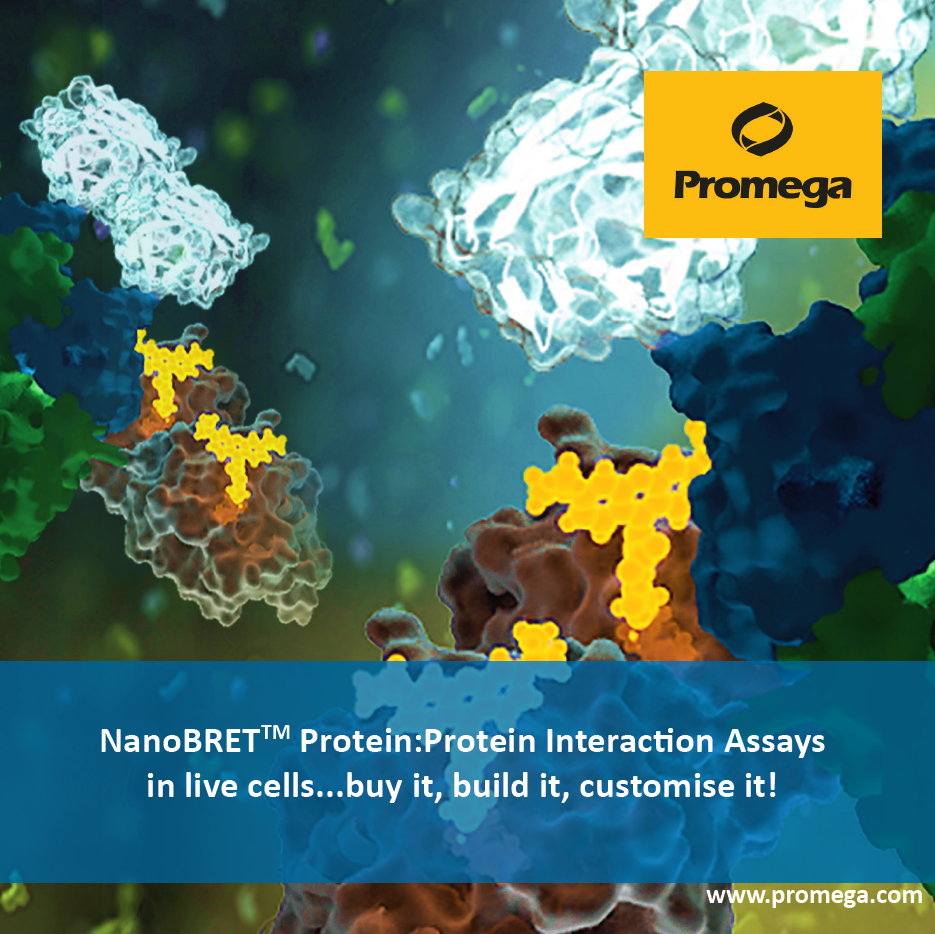 Promega
NanoBRET™ Protein:Protein Interaction Assays
in live cells...buy it, build it, customise it!
www.promega.com